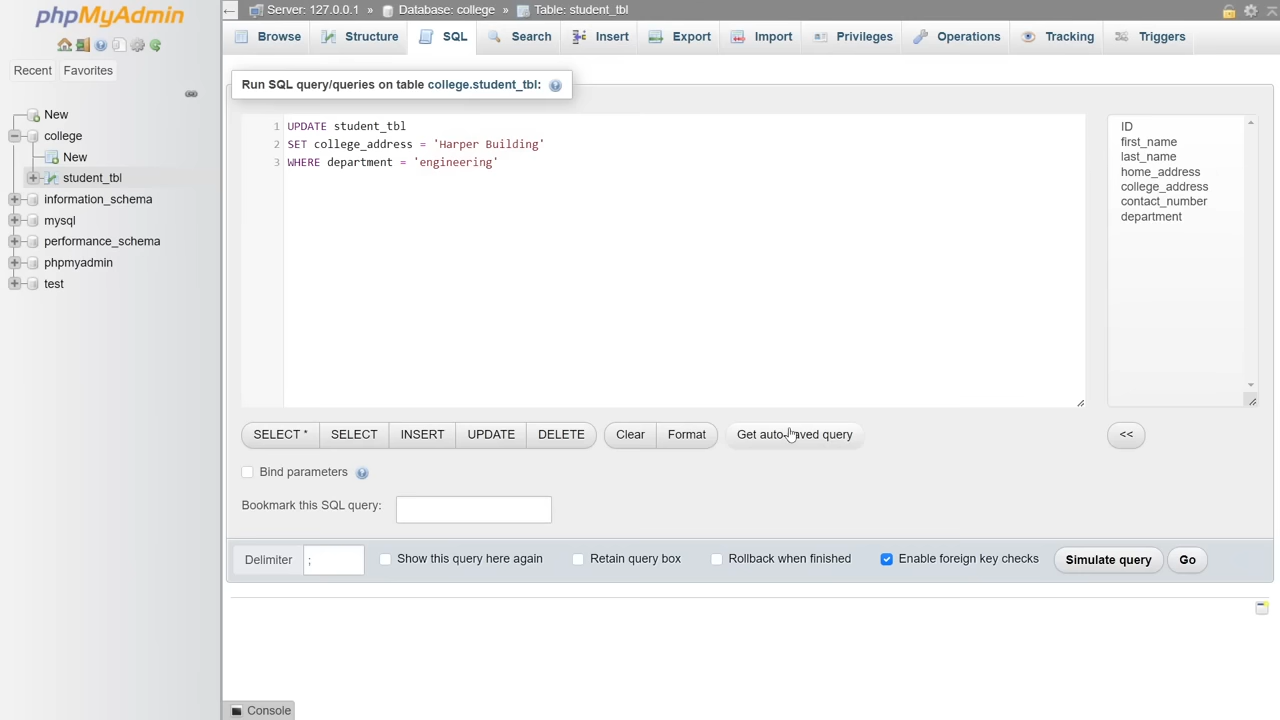 phpMyAdmin
Recent Favorites
New
college
New
student_tbl
information_schema
mysql
performance_schema
phpmyadmin
test
Server: 127.0.0.1 » Database: college » Table: student_tbl
Browse Structure SQL Search Insert Export Import Privileges Operations Tracking Triggers
Run SQL query/queries on table college.student_tbl:
1 UPDATE student_tbl
2 SET college_address = 'Harper Building'
3 WHERE department = 'engineering'
ID
first_name
last_name
home_address
college_address
contact_number
department
SELECT * SELECT INSERT UPDATE DELETE Clear Format Get auto-saved query <<
Bind parameters
Bookmark this SQL query:
Delimiter ; Show this query here again Retain query box Rollback when finished Enable foreign key checks Simulate query Go
Console